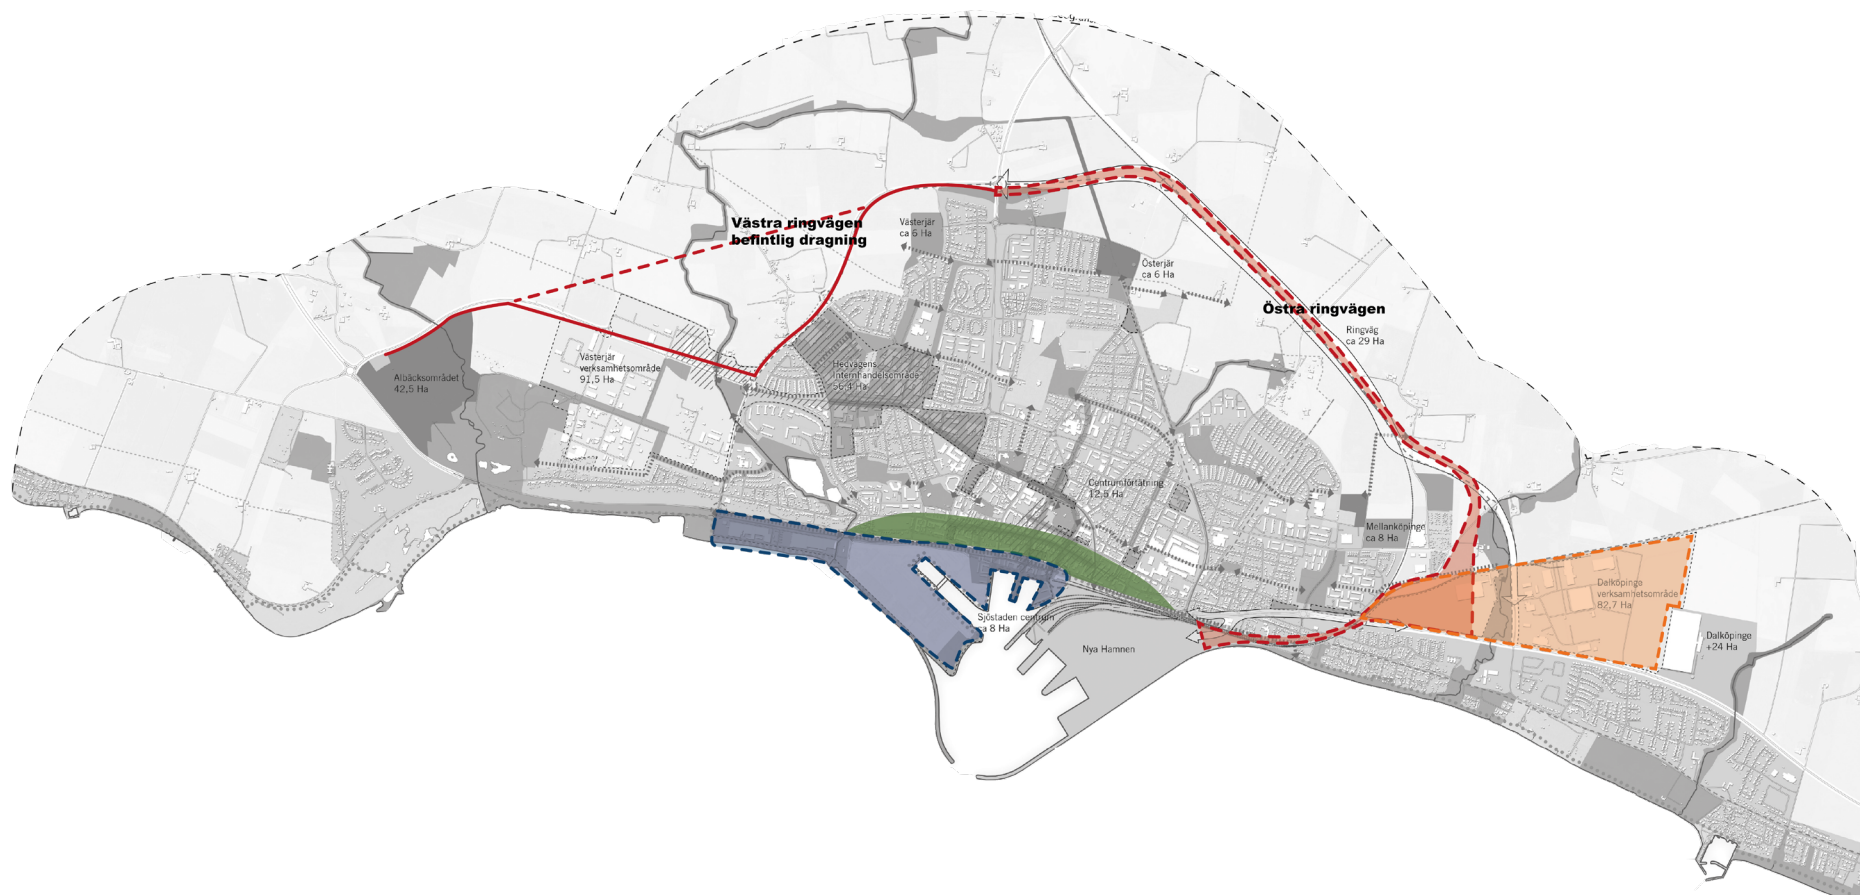 Västra ringvägen
befintlig dragning
Västerjär
ca 6 Ha
Österjär
ca 6 Ha
Östra ringvägen
Ringväg
ca 29 Ha
Albäcksområdet
42,5 Ha
Västerjär
verksamhetsområde
91,5 Ha
Hedvägens
Internhandelsområde
56,4 Ha
Centrumförtätning
12,5 Ha
Mellanköpinge
ca 8 Ha
Dalköpinge
verksamhetsområde
82,7 Ha
Sjöstaden centrum
ca 8 Ha
Nya Hamnen
Dalköpinge
+24 Ha